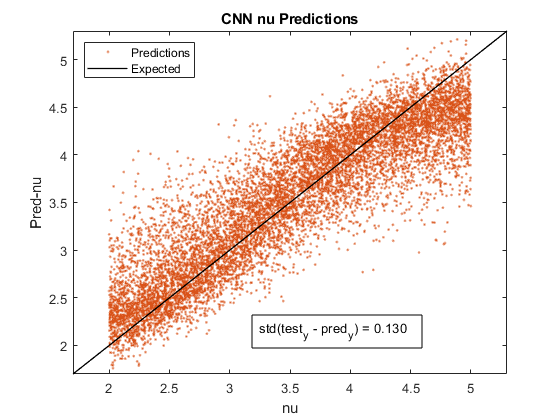 CNN nu Predictions
Predictions
Expected
Pred-nu
5
4.5
4
3.5
3
2.5
2
std(test_y - pred_y) = 0.130
2 2.5 3 3.5 4 4.5 5
nu